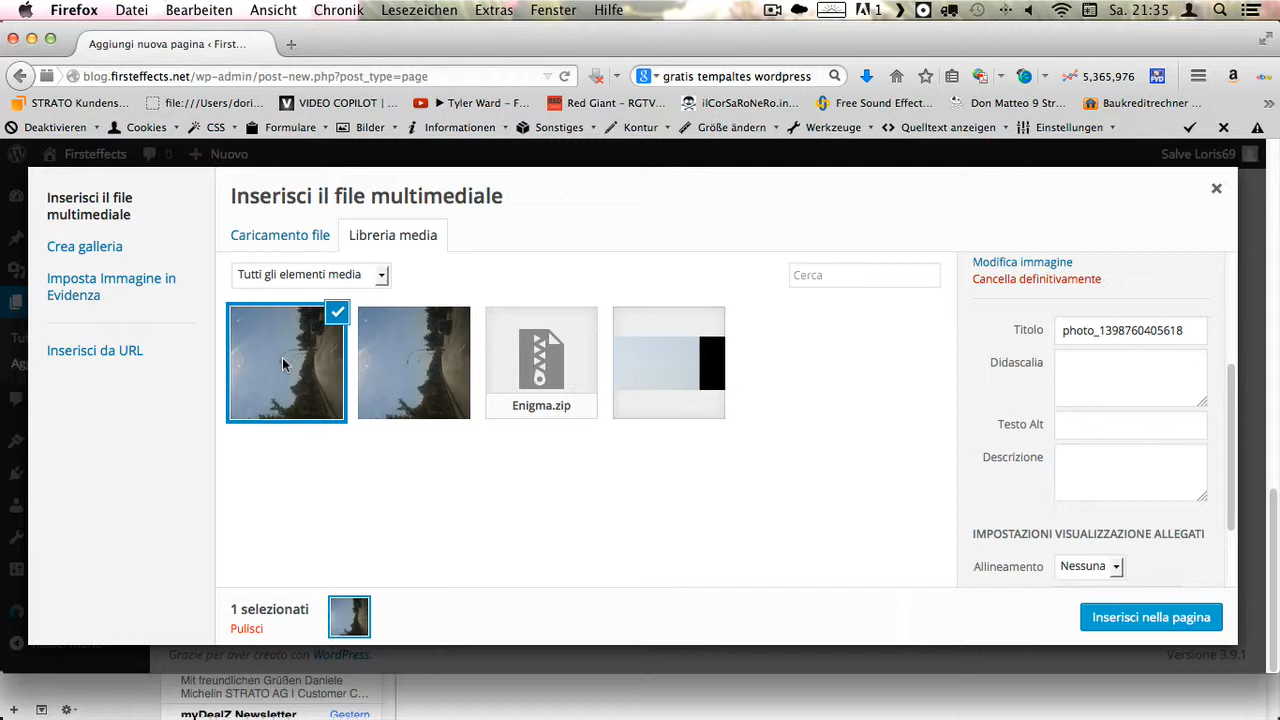 Firefox Datei Bearbeiten Ansicht Chronik Lesezeichen Extras Fenster Hilfe 1 Sa. 21:35
Aggiungi nuova pagina ‹ First...
blog.firsteffects.net/wp-admin/post-new.php?post_type=page gratis tempaltes wordpress 5,365,976
STRATO Kundens... file:///Users/dori... VIDEO COPILOT | ... Tyler Ward - F... Red Giant - RGTV... ilCorSaRoNeRo.in... Free Sound Effect... Don Matteo 9 Str... Baukreditrechner ...
Deaktivieren Cookies CSS Formulare Bilder Informationen Sonstiges Kontur Größe ändern Werkzeuge Quelltext anzeigen Einstellungen
Firsteffects 0 Nuovo Salve Loris69
Inserisci il file
multimediale
Crea galleria
Imposta Immagine in
Evidenza
Inserisci da URL
Inserisci il file multimediale
Caricamento file Libreria media
Tutti gli elementi media Cerca
Enigma.zip
Modifica immagine
Cancella definitivamente
Titolo photo_1398760405618
Didascalia
Testo Alt
Descrizione
IMPOSTAZIONI VISUALIZZAZIONE ALLEGATI
Allineamento Nessuna
1 selezionati
Pulisci
Inserisci nella pagina
Grazie per aver creato con WordPress. Versione 3.9.1
Mit freundlichen Grüßen Daniele
Michelin STRATO AG I Customer C...
myDealZ Newsletter Gestern